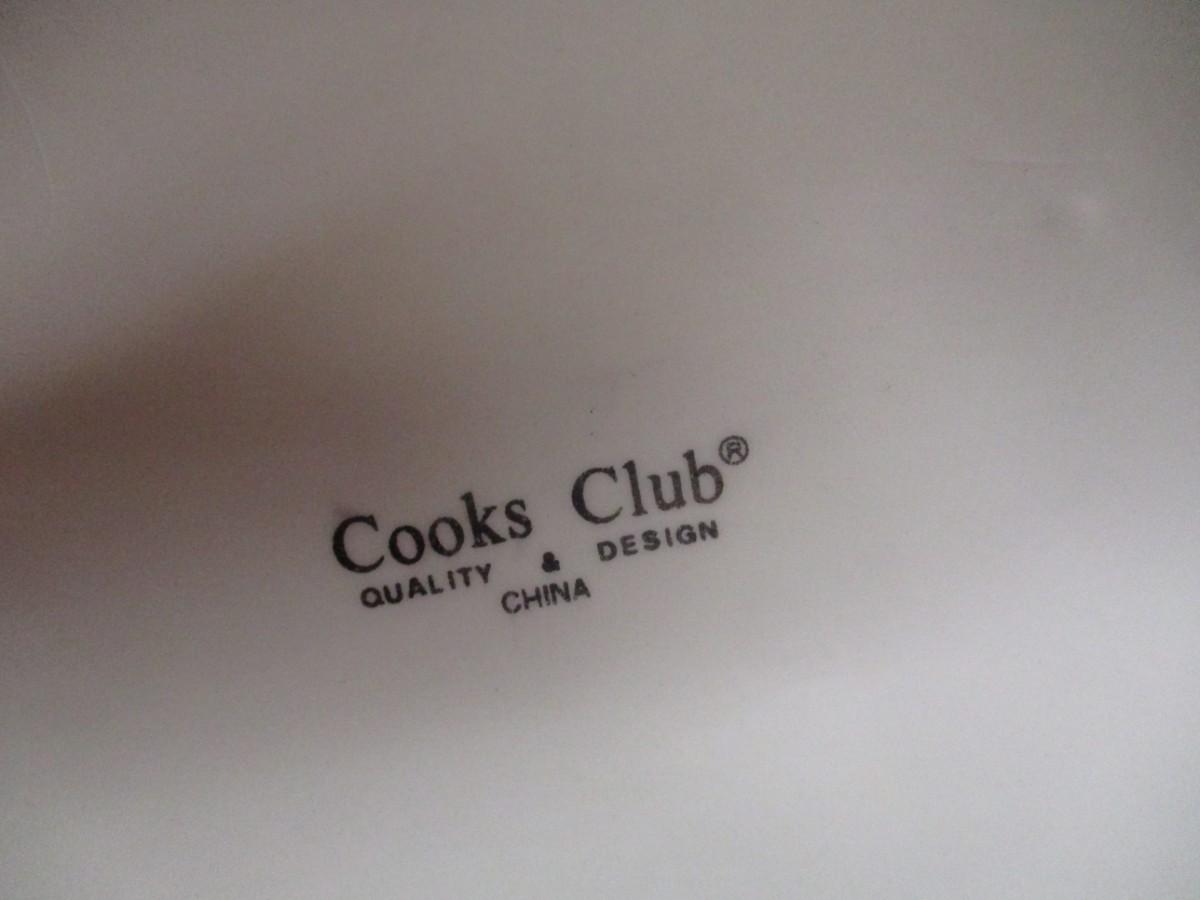 Cooks Club®
QUALITY & DESIGN
CHINA